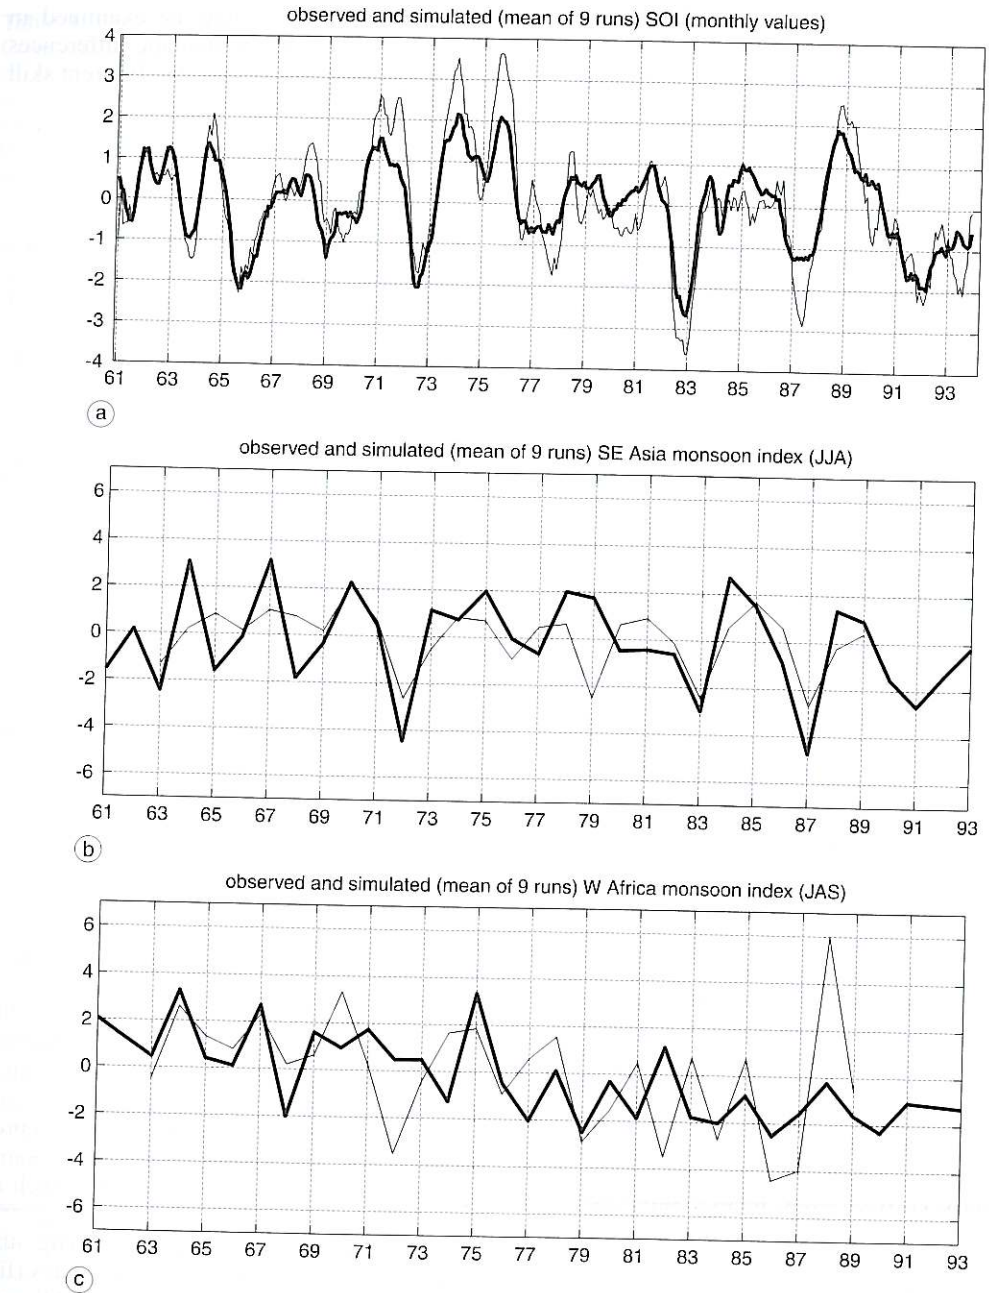 observed and simulated (mean of 9 runs) SOI (monthly values)
4
3
2
1
0
-1
-2
-3
-4
61 63 65 67 69 71 73 75 77 79 81 83 85 87 89 91 93
a
observed and simulated (mean of 9 runs) SE Asia monsoon index (JJA)
6
4
2
0
-2
-4
-6
61 63 65 67 69 71 73 75 77 79 81 83 85 87 89 91 93
b
observed and simulated (mean of 9 runs) W Africa monsoon index (JAS)
6
4
2
0
-2
-4
-6
61 63 65 67 69 71 73 75 77 79 81 83 85 87 89 91 93
c